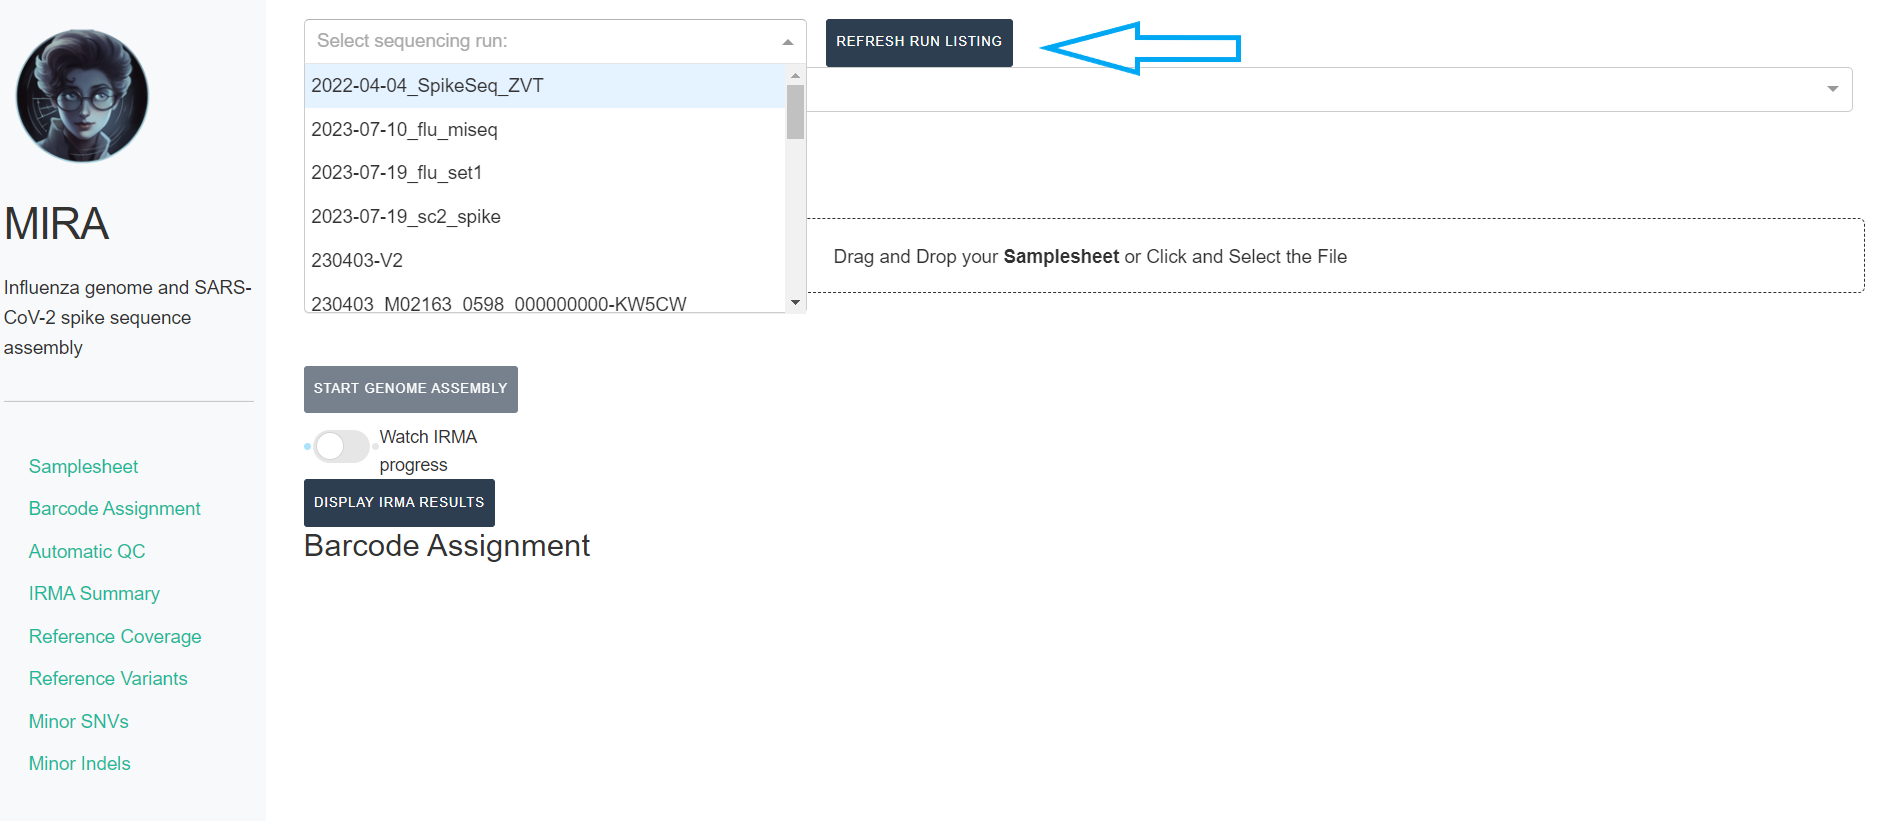 MIRA
Influenza genome and SARS-
CoV-2 spike sequence
assembly
Samplesheet
Barcode Assignment
Automatic QC
IRMA Summary
Reference Coverage
Reference Variants
Minor SNVs
Minor Indels
Select sequencing run:
REFRESH RUN LISTING
2022-04-04_SpikeSeq_ZVT
2023-07-10_flu_miseq
2023-07-19_flu_set1
2023-07-19_sc2_spike
230403-V2
230403_M02163_0598_000000000-KW5CW
Drag and Drop your Samplesheet or Click and Select the File
START GENOME ASSEMBLY
Watch IRMA
progress
DISPLAY IRMA RESULTS
Barcode Assignment